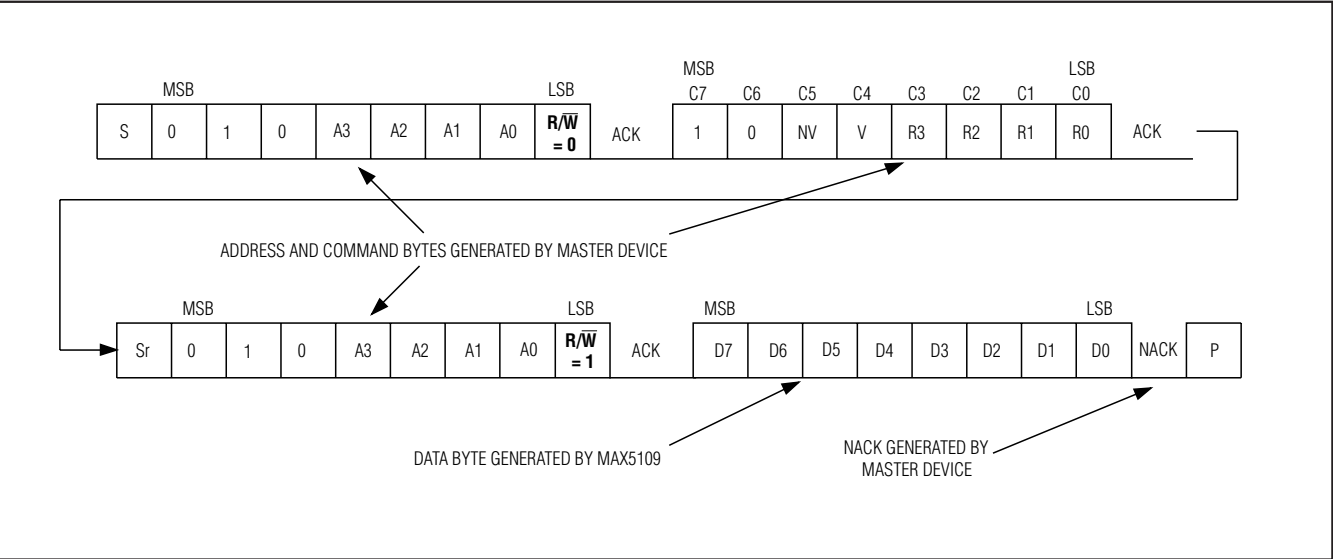 MSB LSB
S 0 1 0 A3 A2 A1 A0 R/W̅ = 0 ACK
MSB LSB
C7 C6 C5 C4 C3 C2 C1 C0
1 0 NV V R3 R2 R1 R0 ACK
ADDRESS AND COMMAND BYTES GENERATED BY MASTER DEVICE
MSB LSB MSB LSB
Sr 0 1 0 A3 A2 A1 A0 R/W̅ = 1 ACK D7 D6 D5 D4 D3 D2 D1 D0 NACK P
DATA BYTE GENERATED BY MAX5109
NACK GENERATED BY
MASTER DEVICE